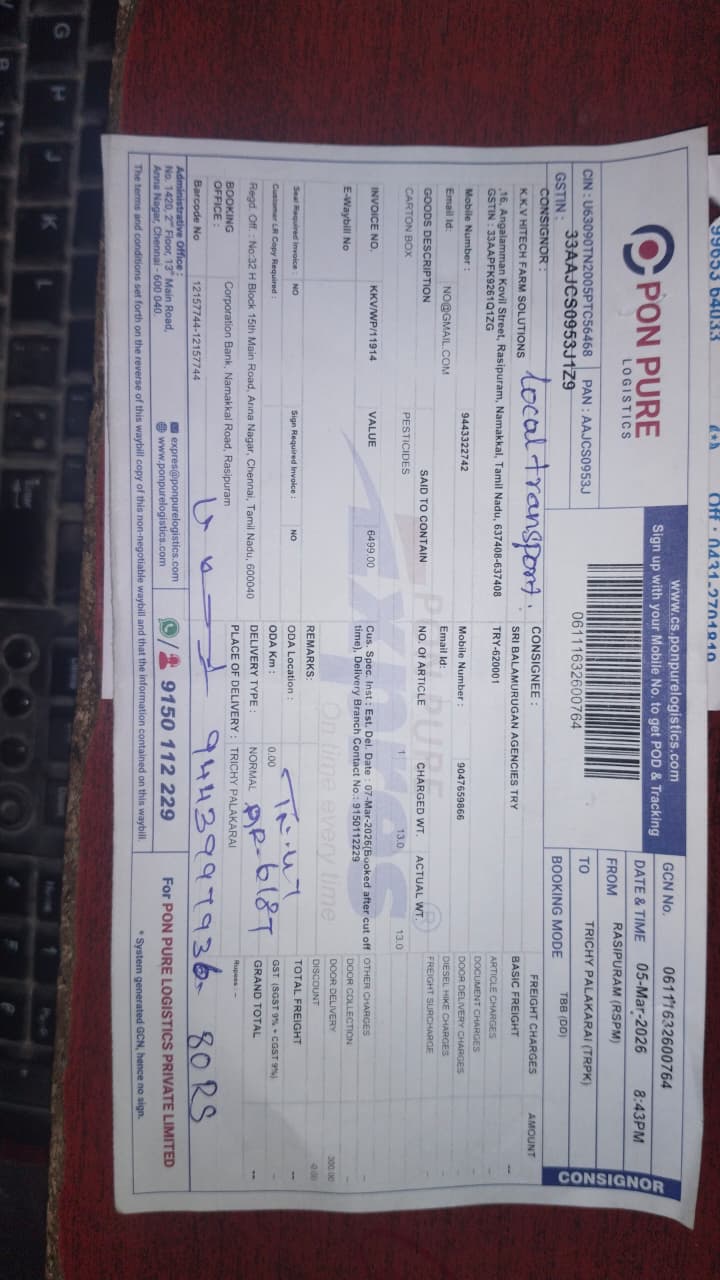 PON PURE
LOGISTICS
www.cs.ponpurelogistics.com
Sign up with your Mobile No. to get POD & Tracking
GCN No. 06111632600764
DATE & TIME 05-Mar-2026 8:43PM
FROM RASIPURAM (RSPM)
TO TRICHY PALAKARAI (TRPK)
BOOKING MODE TBB (DD)
CONSIGNOR
CIN : U63090TN2005PTC56468 PAN : AAJCS0953J
GSTIN : 33AAJCS0953J1Z9
06111632600764
CONSIGNOR :
K.K.V HITECH FARM SOLUTIONS
Local transport.
,16, Angalamman Kovil Street, Rasipuram, Namakkal, Tamil Nadu, 637408-637408
GSTIN : 33AAPFK9261Q1ZG
Mobile Number : 9443322742
Email Id: NO@GMAIL.COM
CONSIGNEE :
SRI BALAMURUGAN AGENCIES TRY
TRY-620001
Mobile Number : 9047659866
Email Id:
GOODS DESCRIPTION SAID TO CONTAIN NO. OF ARTICLE CHARGED WT. ACTUAL WT.
CARTON BOX PESTICIDES 1 13.0 13.0
INVOICE NO. KKV/WP/11914 VALUE 6499.00
E-Waybill No
Cus. Spec. Inst : Est. Del. Date : 07-Mar-2026(Booked after cut off
time), Delivery Branch Contact No.: 9150112229
REMARKS:
Seal Required Invoice : NO Sign Required Invoice : NO
Customer LR Copy Required :
ODA Location :
ODA Km : 0.00
Regd. Off. : No.32 H Block 15th Main Road, Anna Nagar, Chennai, Tamil Nadu, 600040
DELIVERY TYPE : NORMAL
BOOKING OFFICE : Corporation Bank, Namakkal Road, Rasipuram
PLACE OF DELIVERY : TRICHY PALAKARAI
Barcode No 12157744-12157744
FREIGHT CHARGES AMOUNT
BASIC FREIGHT --
ARTICLE CHARGES -
DOCUMENT CHARGES -
DOOR DELIVERY CHARGES -
DIESEL HIKE CHARGES -
FREIGHT SURCHARGE -
OTHER CHARGES -
DOOR COLLECTION -
DOOR DELIVERY 300.00
DISCOUNT 0.00
TOTAL FREIGHT --
GST (SGST 9% + CGST 9%) -
GRAND TOTAL --
Rupees : --
80 RS
Administrative Office :
No. 1420, 2nd Floor, 13th Main Road,
Anna Nagar, Chennai - 600 040.
expres@ponpurelogistics.com
www.ponpurelogistics.com
9150 112 229
For PON PURE LOGISTICS PRIVATE LIMITED
The terms and conditions set forth on the reverse of this waybill copy of this non-negotiable waybill and that the information contained on this waybill.
* System generated GCN, hence no sign.
PON PURE
Expres
On time every time